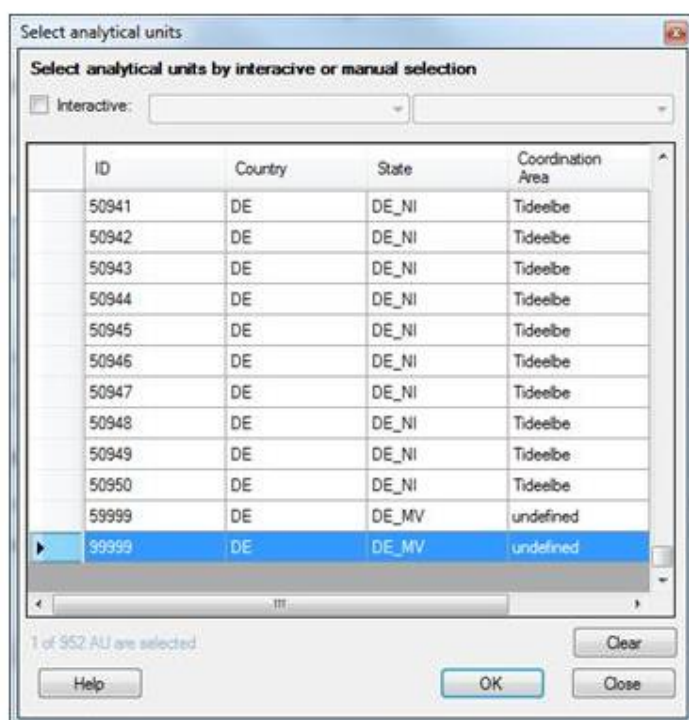 Select analytical units
Select analytical units by interacive or manual selection
Interactive:
ID Country State Coordination Area
50941 DE DE_NI Tideelbe
50942 DE DE_NI Tideelbe
50943 DE DE_NI Tideelbe
50944 DE DE_NI Tideelbe
50945 DE DE_NI Tideelbe
50946 DE DE_NI Tideelbe
50947 DE DE_NI Tideelbe
50948 DE DE_NI Tideelbe
50949 DE DE_NI Tideelbe
50950 DE DE_NI Tideelbe
59999 DE DE_MV undefined
99999 DE DE_MV undefined
1 of 952 AU are selected
Clear
Help OK Close